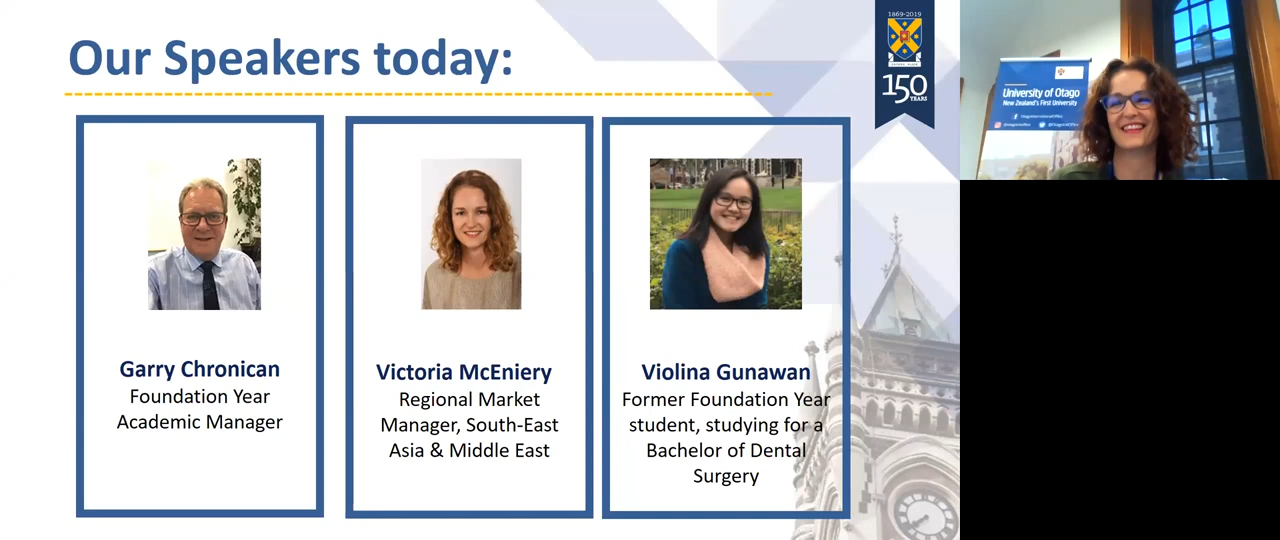 Our Speakers today:
1869-2019
150
YEARS
Garry Chronican
Foundation Year
Academic Manager
Victoria McEniery
Regional Market
Manager, South-East
Asia & Middle East
Violina Gunawan
Former Foundation Year
student, studying for a
Bachelor of Dental
Surgery
University of Otago
New Zealand's First University